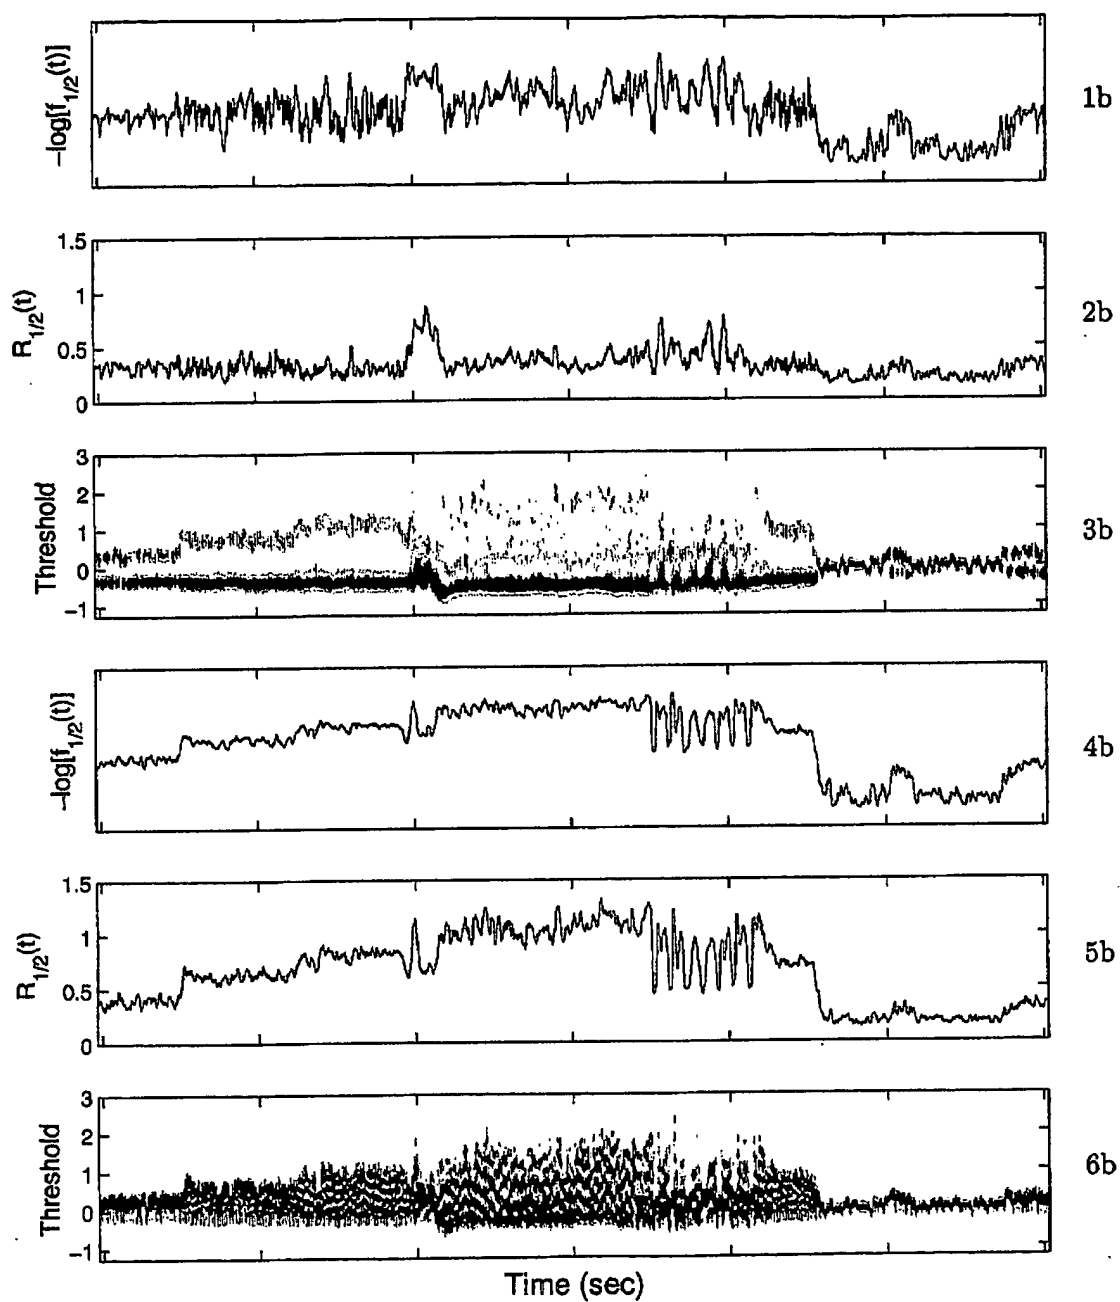 −log[f1/2(t)]
1b
1.5
1
0.5
0
R1/2(t)
2b
3
2
1
0
−1
Threshold
3b
−log[f1/2(t)]
4b
1.5
1
0.5
0
R1/2(t)
5b
3
2
1
0
−1
Threshold
6b
Time (sec)